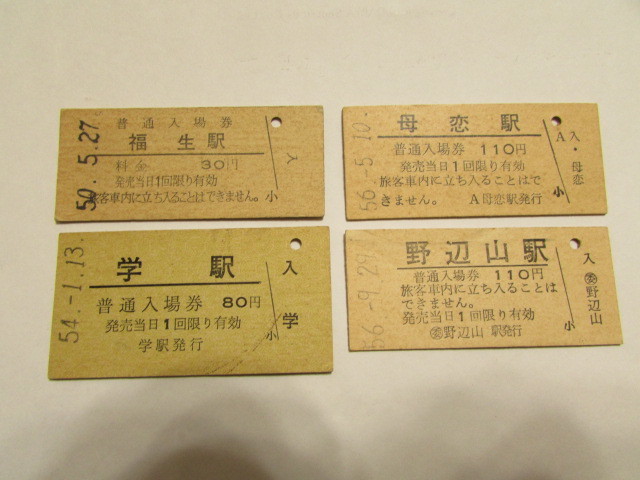 50.5.27
普通入場券
福生駅
料金 30円
発売当日1回限り有効
旅客車内に立ち入ることはできません。
入
小
56.-5.10
母恋駅
普通入場券 110円
発売当日1回限り有効
旅客車内に立ち入ることはで
きません。 A母恋駅発行
A
入・母恋
小
54.-1.13.
学駅
普通入場券 80円
発売当日1回限り有効
学駅発行
入
学
小
56.-9.29
野辺山駅
普通入場券 110円
旅客車内に立ち入ることは
できません。
発売当日1回限り有効
㊇野辺山 駅発行
入
野辺山
小